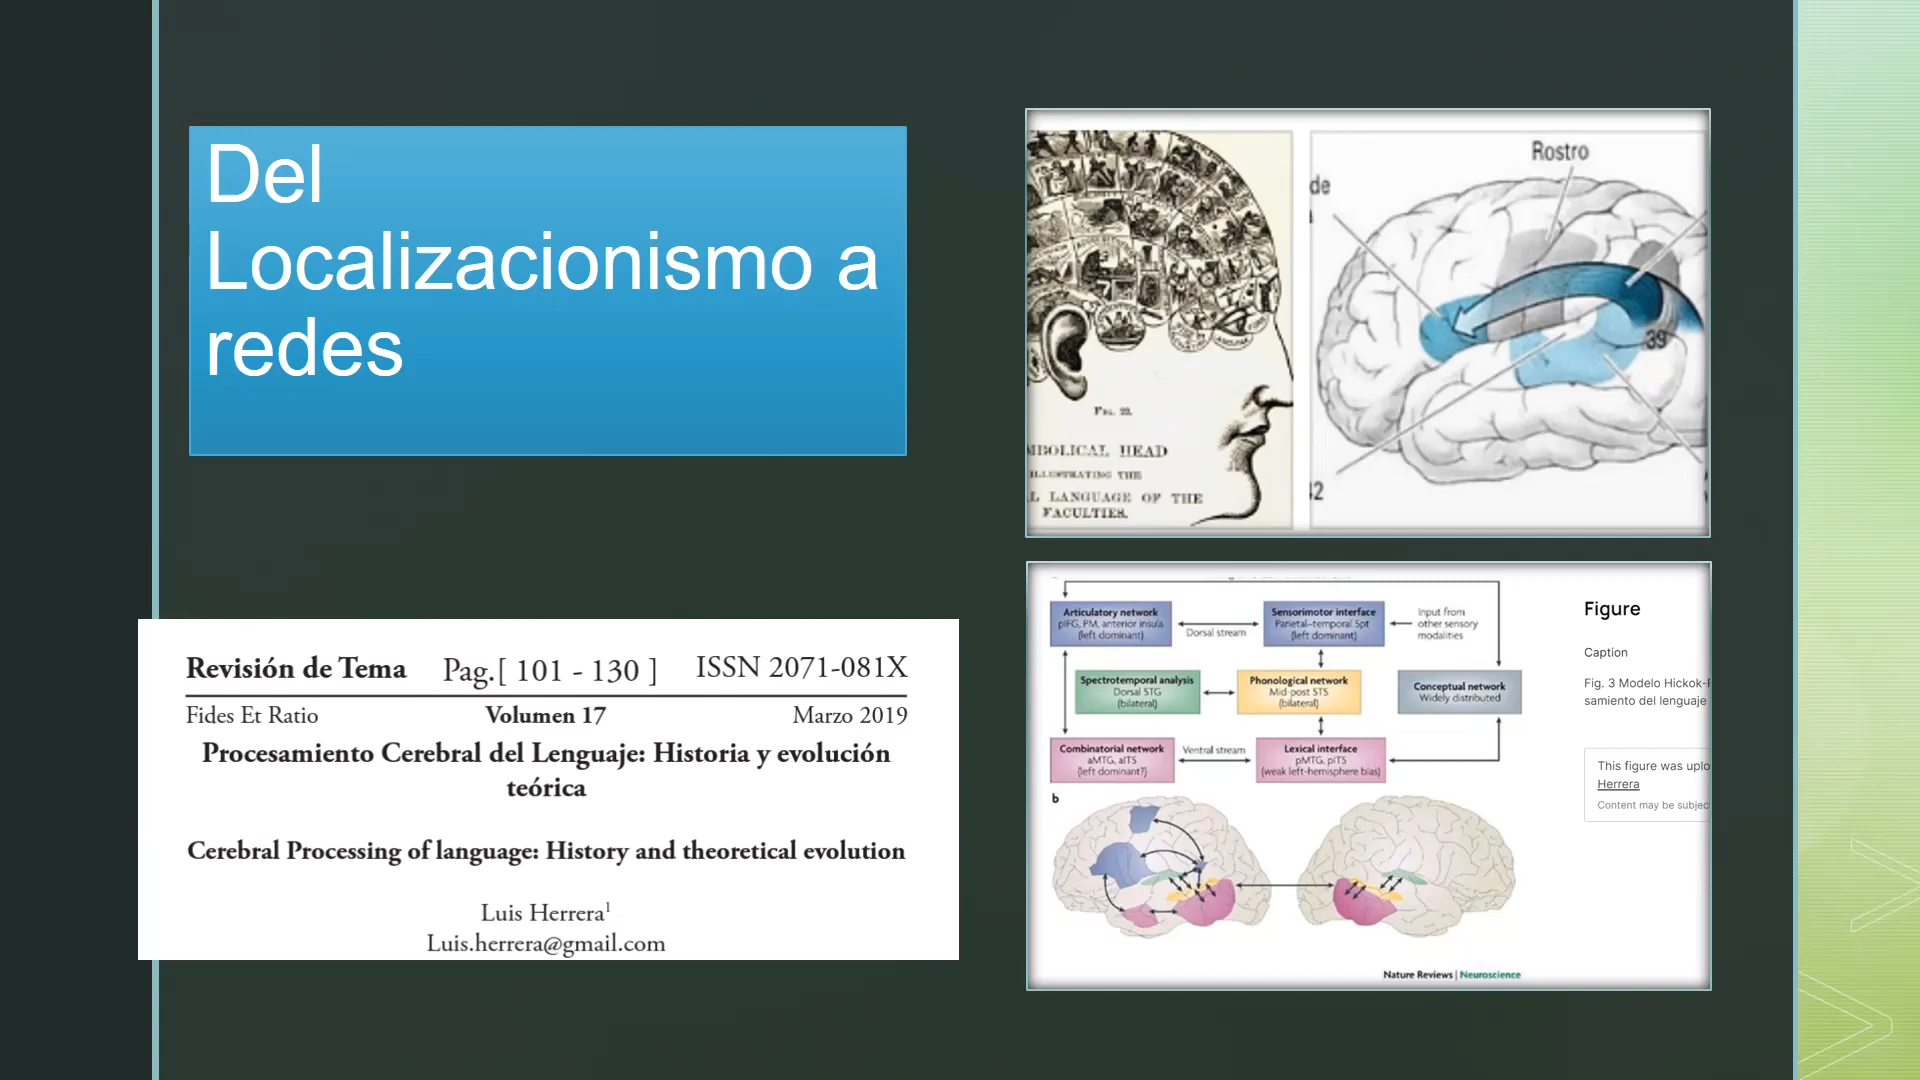 Del
Localizacionismo a
redes
Revisión de Tema Pag.[ 101 - 130 ] ISSN 2071-081X
Fides Et Ratio Volumen 17 Marzo 2019
Procesamiento Cerebral del Lenguaje: Historia y evolución
teórica
Cerebral Processing of language: History and theoretical evolution
Luis Herrera¹
Luis.herrera@gmail.com
FIG. 22.
MBOLICAL HEAD
ILLUSTRATING THE
L LANGUAGE OF THE
FACULTIES.
Rostro
de
39
Articulatory network
pIFG, PM, anterior insula
(left dominant)
Dorsal stream
Sensorimotor interface
Parietal–temporal Spt
(left dominant)
Input from
other sensory
modalities
Spectrotemporal analysis
Dorsal STG
(bilateral)
Phonological network
Mid-post STS
(bilateral)
Conceptual network
Widely distributed
Combinatorial network
aMTG, aITS
(left dominant?)
Ventral stream
Lexical interface
pMTG, pITS
(weak left-hemisphere bias)
b
Nature Reviews | Neuroscience
Figure
Caption
Fig. 3 Modelo Hickok-
samiento del lenguaje
This figure was uplo
Herrera
Content may be subjec